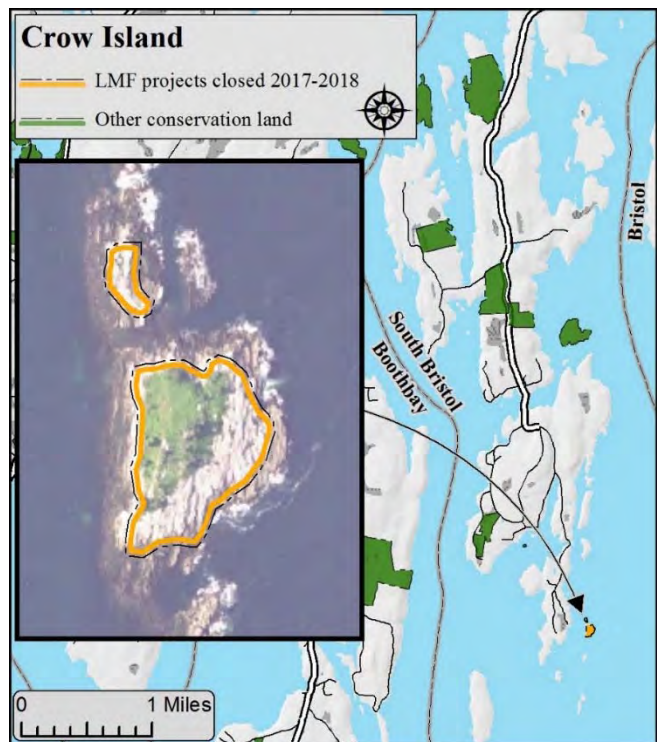 Crow Island
LMF projects closed 2017-2018
Other conservation land
Bristol
South Bristol
Boothbay
0 1 Miles